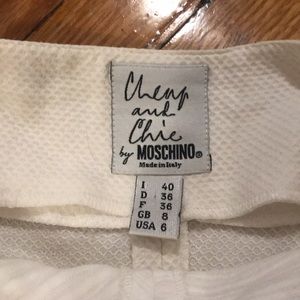 Cheap
and
Chic
by MOSCHINO®
Made in Italy
I 40
D 36
F 36
GB 8
USA 6